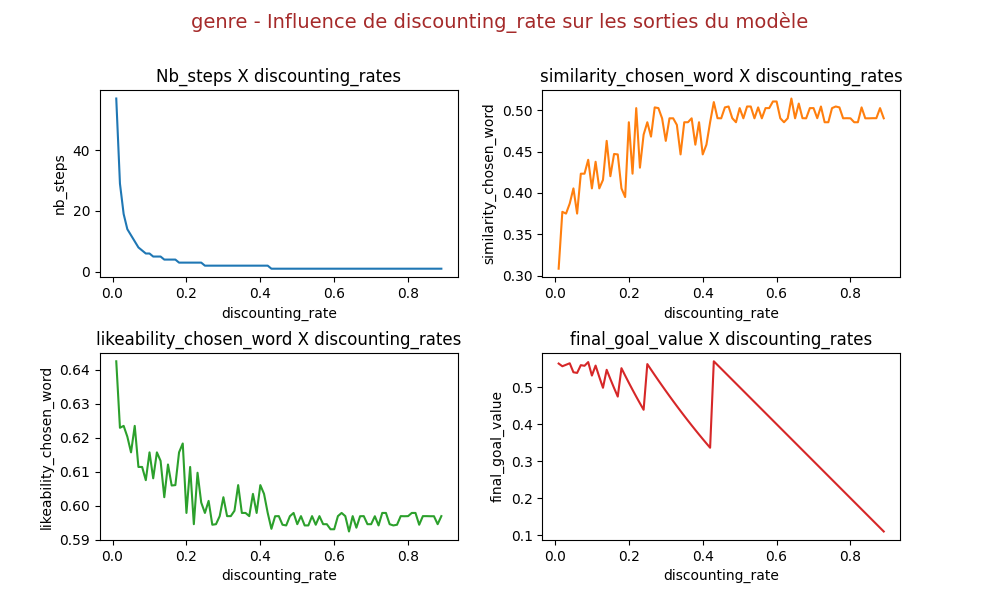 genre - Influence de discounting_rate sur les sorties du modèle
Nb_steps X discounting_rates
nb_steps
40
20
0
0.0 0.2 0.4 0.6 0.8
discounting_rate
similarity_chosen_word X discounting_rates
similarity_chosen_word
0.50
0.45
0.40
0.35
0.30
0.0 0.2 0.4 0.6 0.8
discounting_rate
likeability_chosen_word X discounting_rates
likeability_chosen_word
0.64
0.63
0.62
0.61
0.60
0.59
0.0 0.2 0.4 0.6 0.8
discounting_rate
final_goal_value X discounting_rates
final_goal_value
0.5
0.4
0.3
0.2
0.1
0.0 0.2 0.4 0.6 0.8
discounting_rate